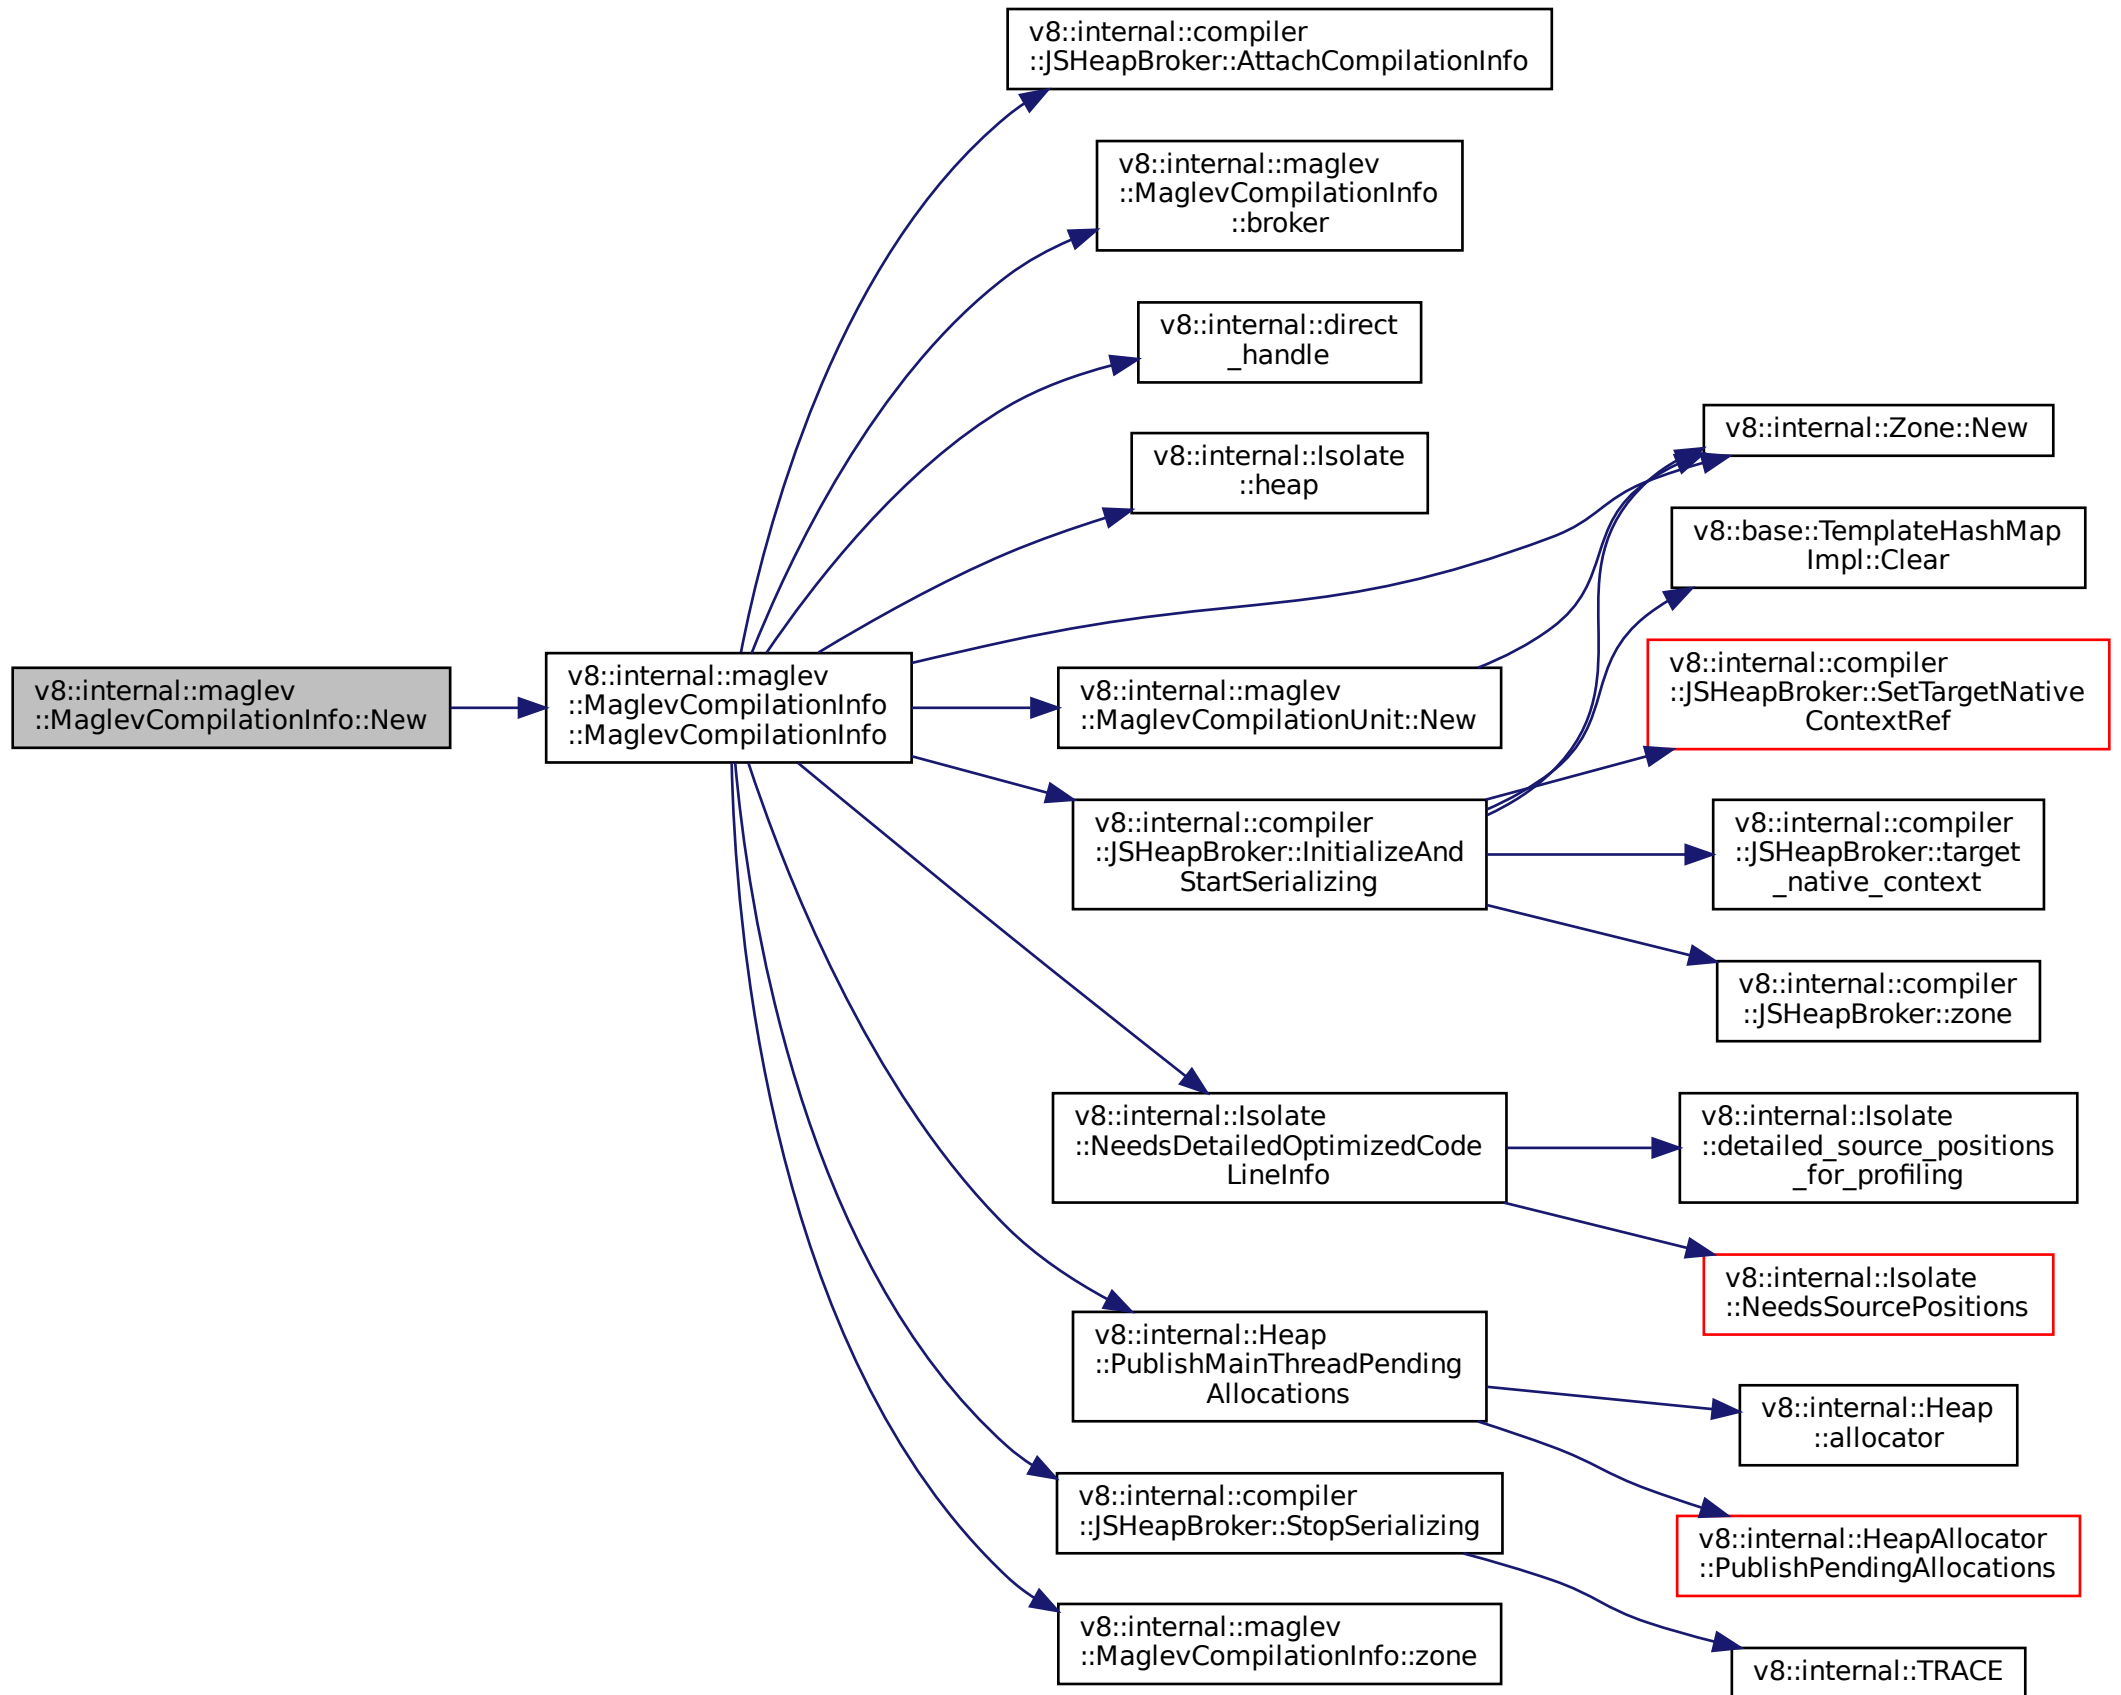 v8::internal::maglev
::MaglevCompilationInfo::New
v8::internal::maglev
::MaglevCompilationInfo
::MaglevCompilationInfo
v8::internal::compiler
::JSHeapBroker::AttachCompilationInfo
v8::internal::maglev
::MaglevCompilationInfo
::broker
v8::internal::direct
_handle
v8::internal::Isolate
::heap
v8::internal::maglev
::MaglevCompilationUnit::New
v8::internal::compiler
::JSHeapBroker::InitializeAnd
StartSerializing
v8::internal::Isolate
::NeedsDetailedOptimizedCode
LineInfo
v8::internal::Heap
::PublishMainThreadPending
Allocations
v8::internal::compiler
::JSHeapBroker::StopSerializing
v8::internal::maglev
::MaglevCompilationInfo::zone
v8::internal::Zone::New
v8::base::TemplateHashMap
Impl::Clear
v8::internal::compiler
::JSHeapBroker::SetTargetNative
ContextRef
v8::internal::compiler
::JSHeapBroker::target
_native_context
v8::internal::compiler
::JSHeapBroker::zone
v8::internal::Isolate
::detailed_source_positions
_for_profiling
v8::internal::Isolate
::NeedsSourcePositions
v8::internal::Heap
::allocator
v8::internal::HeapAllocator
::PublishPendingAllocations
v8::internal::TRACE